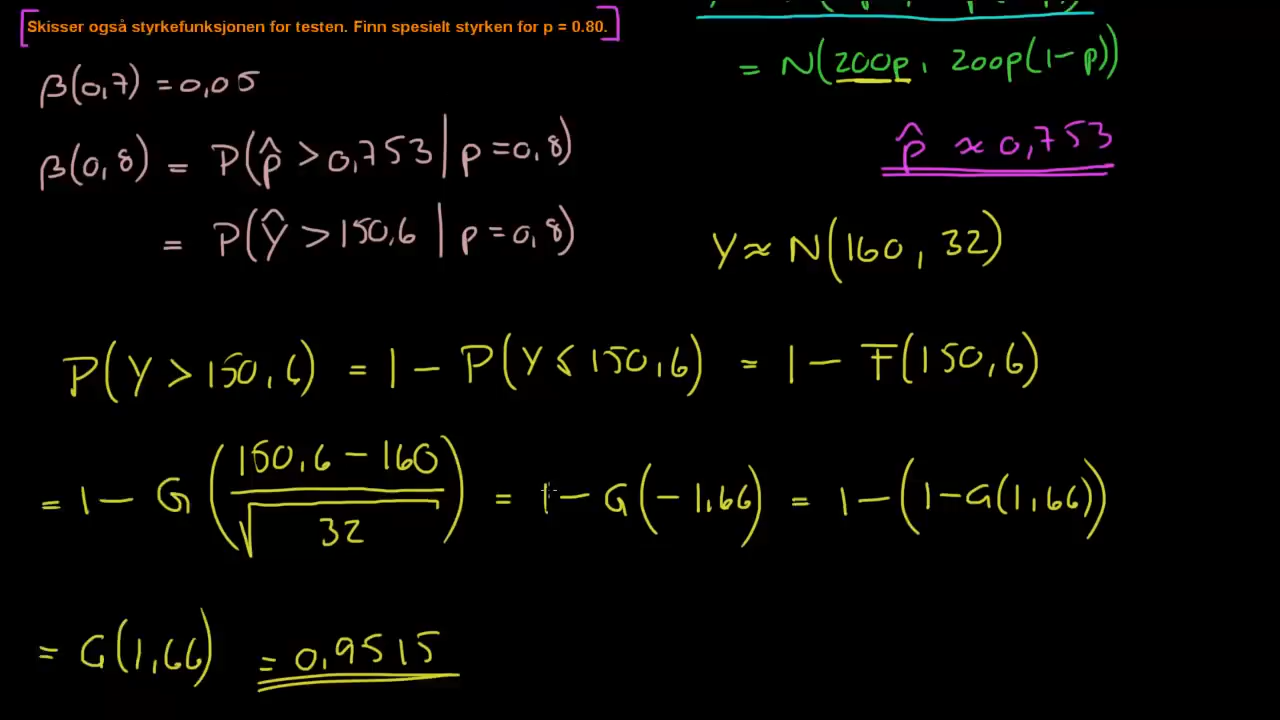 Skisser også styrkefunksjonen for testen. Finn spesielt styrken for p = 0.80.
= N(200p, 200p(1-p))
β(0,7) = 0,05
p̂ ≈ 0,753
β(0,8) = P(p̂ > 0,753 | p = 0,8)
= P(Ŷ > 150,6 | p = 0,8)
Y ≈ N(160, 32)
P(Y > 150,6) = 1 - P(Y ≤ 150,6) = 1 - F(150,6)
= 1 - G((150,6 - 160)/√32) = 1 - G(-1,66) = 1 - (1 - G(1,66))
= G(1,66) = 0,9515